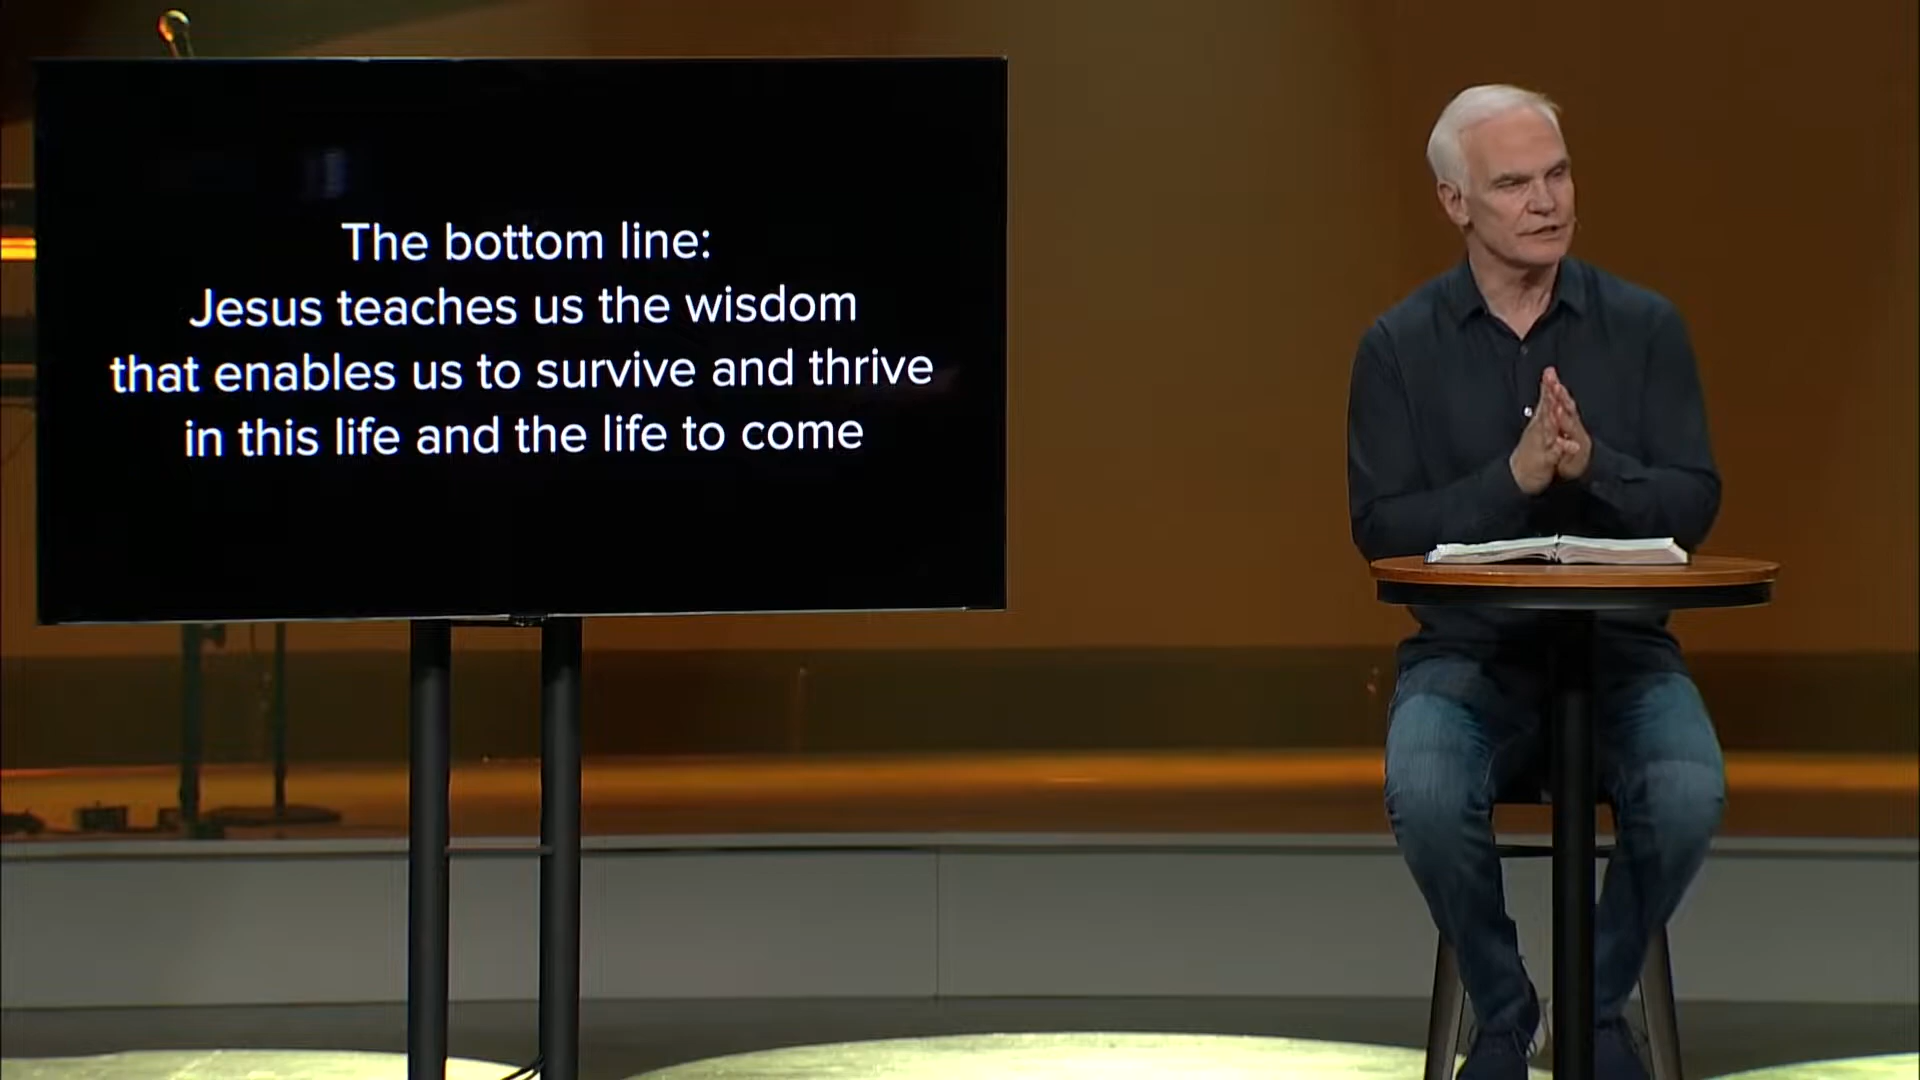 The bottom line:
Jesus teaches us the wisdom
that enables us to survive and thrive
in this life and the life to come